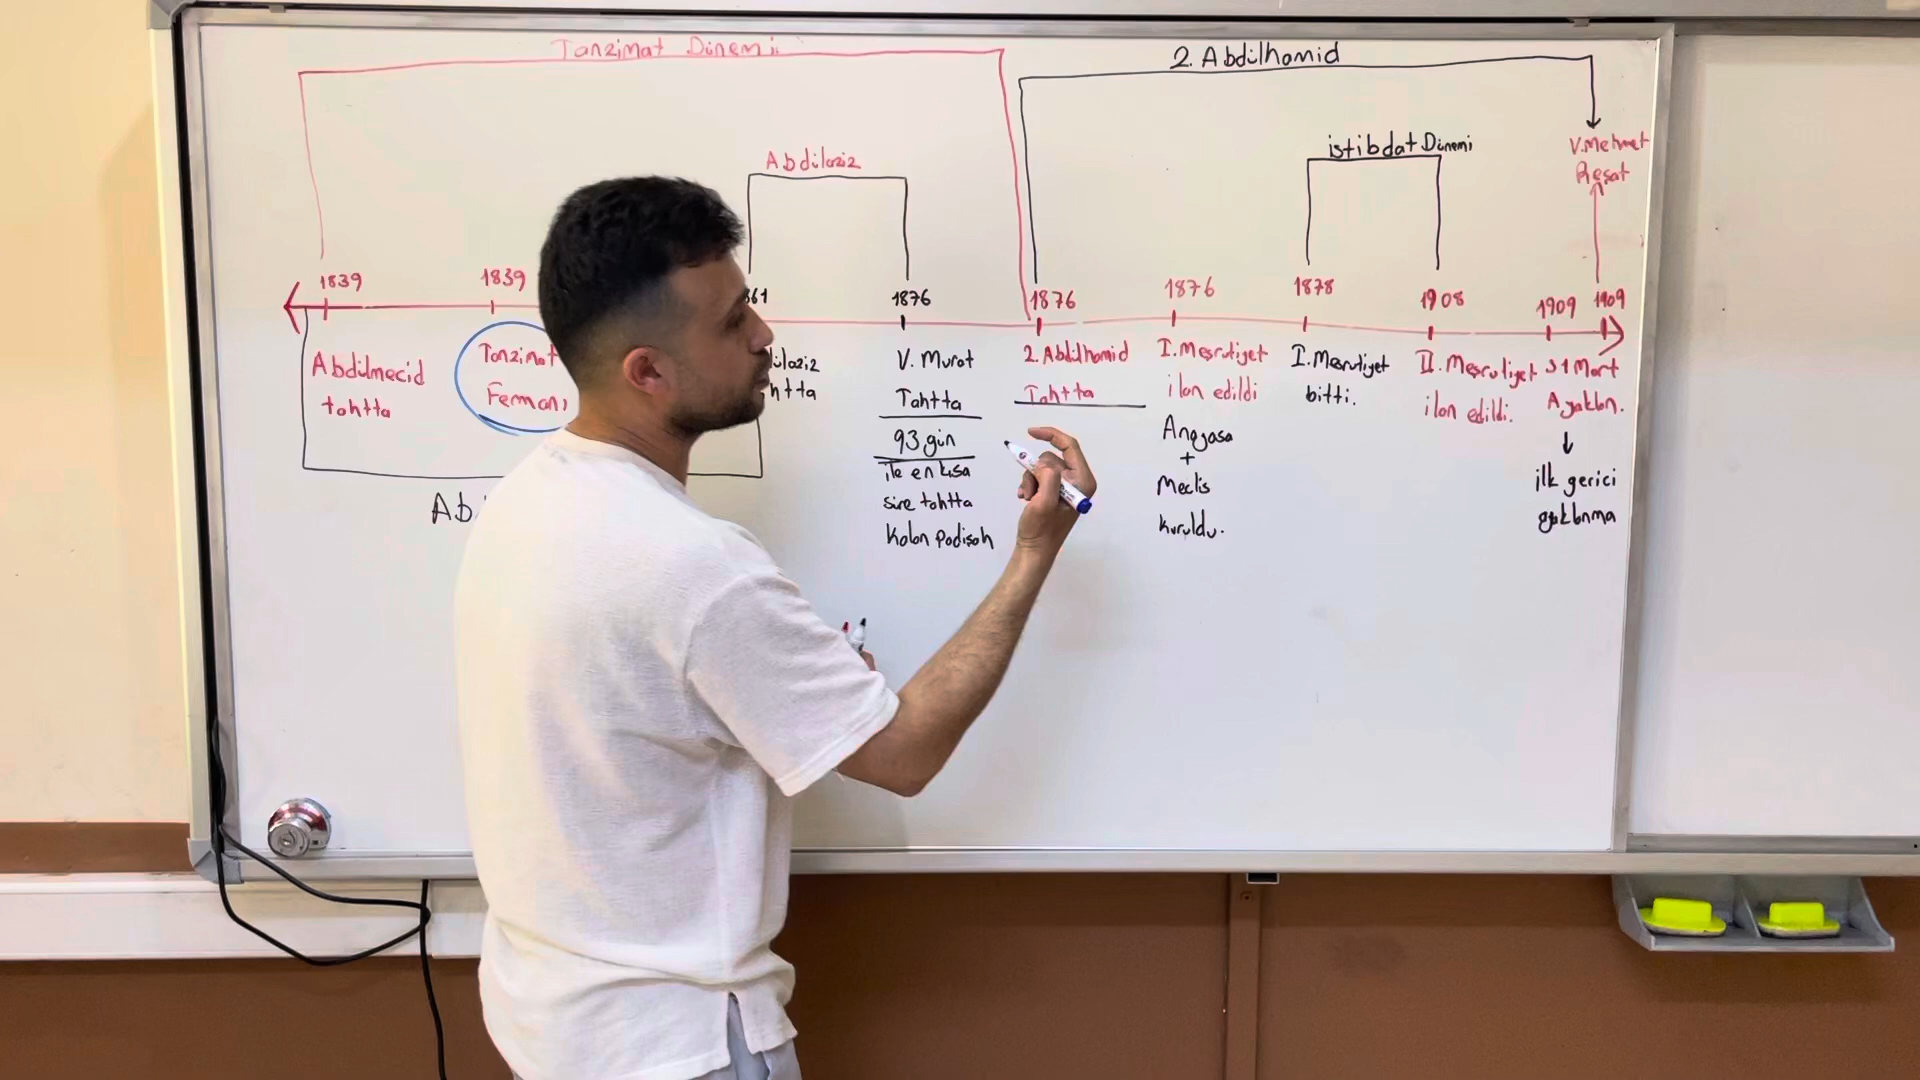 Tanzimat Dönemi
2. Abdülhamid
Abdülaziz
istibdat Dönemi
V. Mehmet
Reşat
1839
1839
861
1876
1876
1876
1878
1908
1909
1909
Abdülmecid
tahtta
Tanzimat
Fermanı
V. Murat
Tahtta
93 gün
ile en kısa
süre tahtta
Kalan padişah
2. Abdülhamid
Tahtta
I. Meşrutiyet
ilan edildi
Anayasa
+
Meclis
kuruldu.
I. Meşrutiyet
bitti.
II. Meşrutiyet
ilan edildi.
31 Mart
Ayaklan.
ilk gerici
ayaklanma
Ab